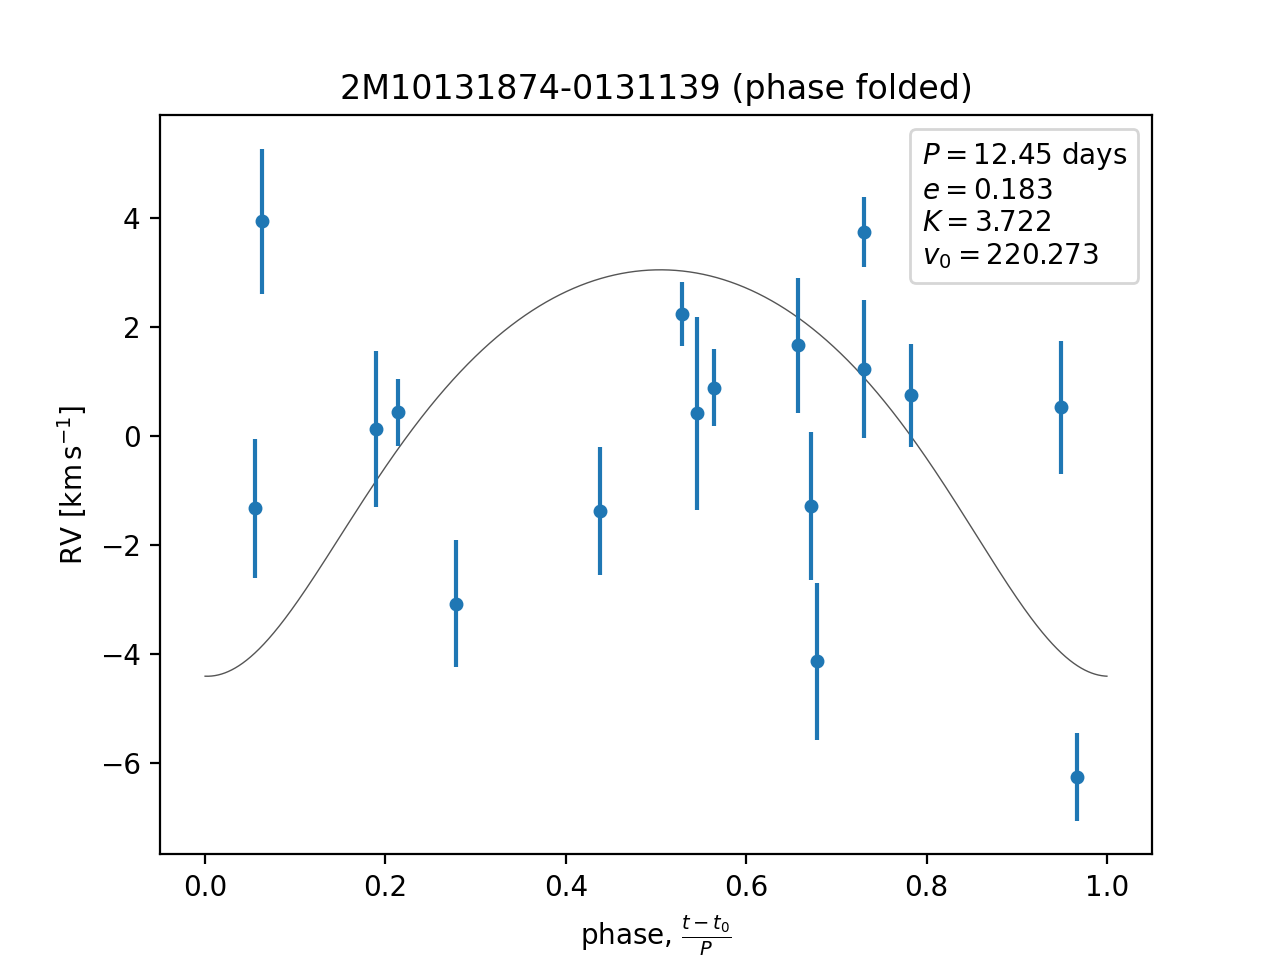 2M10131874-0131139 (phase folded)
P = 12.45 days
e = 0.183
K = 3.722
v₀ = 220.273
RV [km s⁻¹]
4
2
0
−2
−4
−6
0.0 0.2 0.4 0.6 0.8 1.0
phase, (t − t₀)/P